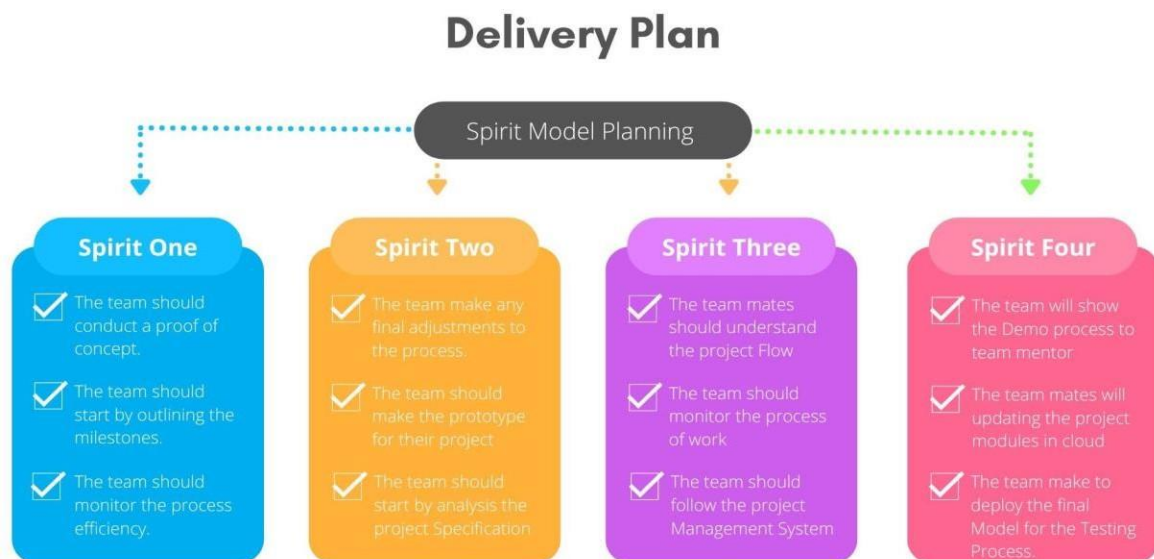 Delivery Plan
Spirit Model Planning
Spirit One
The team should
conduct a proof of
concept.
The team should
start by outlining the
milestones.
The team should
monitor the process
efficiency.
Spirit Two
The team make any
final adjustments to
the process.
The team should
make the prototype
for their project
The team should
start by analysis the
project Specification
Spirit Three
The team mates
should understand
the project Flow
The team should
monitor the process
of work
The team should
follow the project
Management System
Spirit Four
The team will show
the Demo process to
team mentor
The team mates will
updating the project
modules in cloud
The team make to
deploy the final
Model for the Testing
Process.